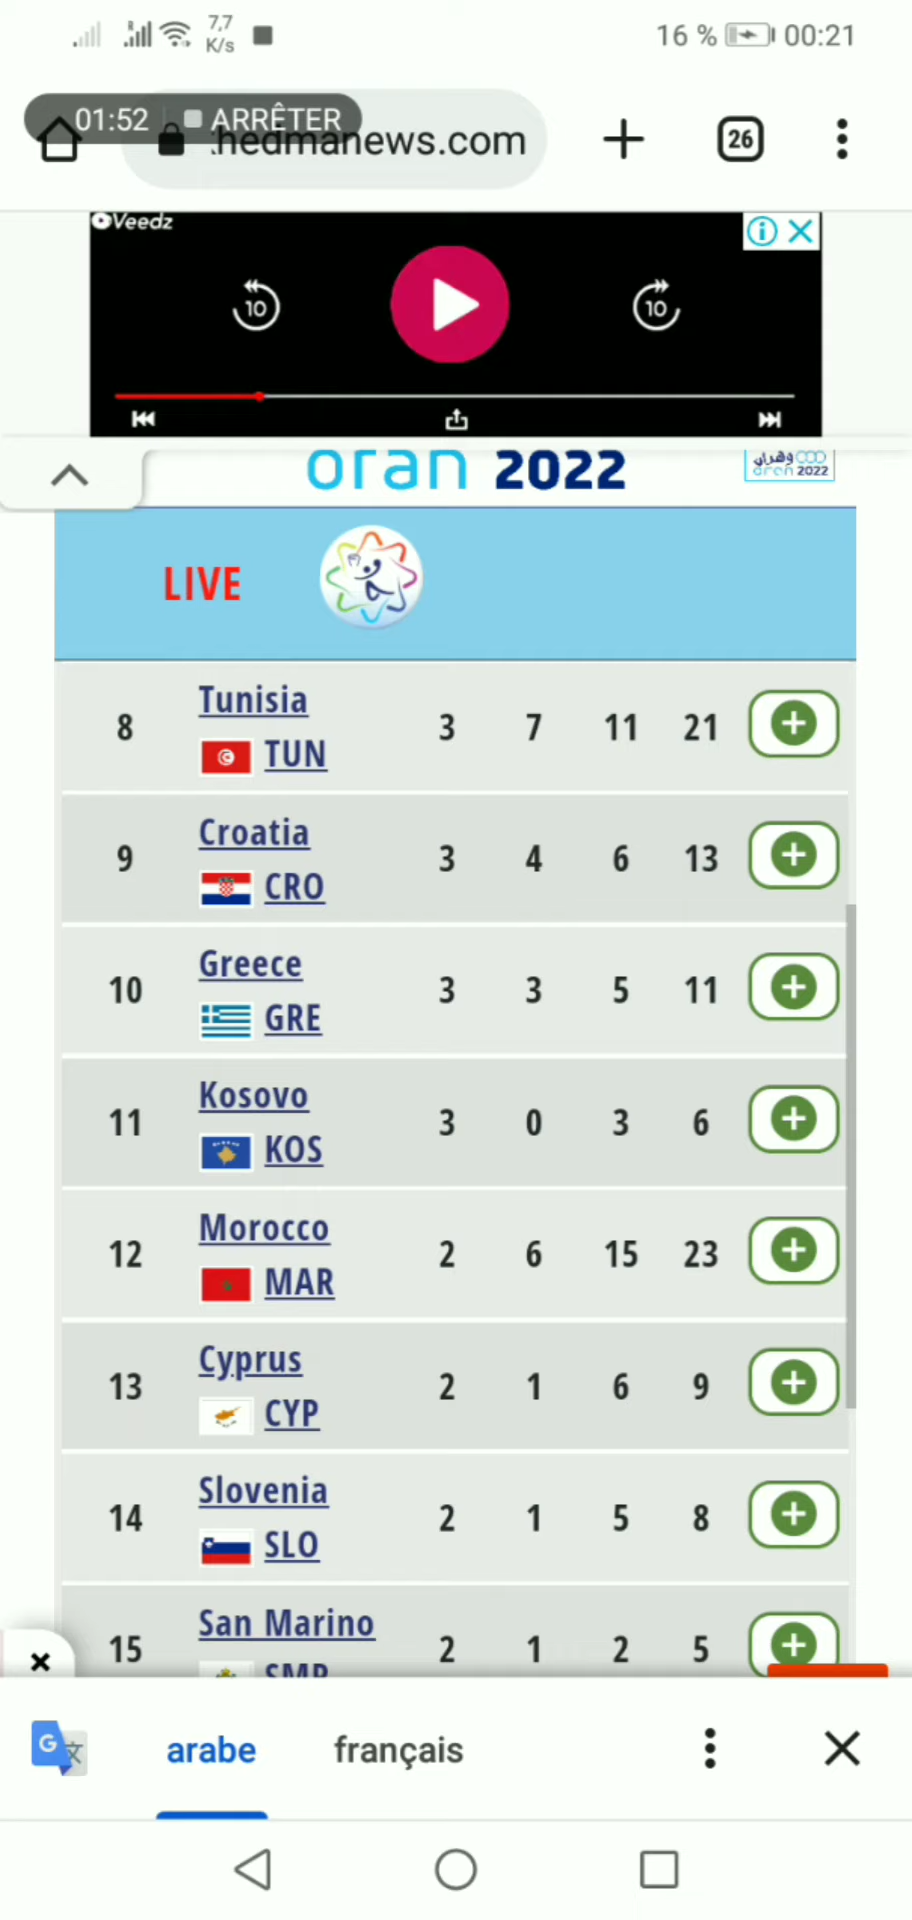 7,7
K/s
16 % 00:21
01:52 ARRÊTER
hedmanews.com
26
Veedz
10 10
oran 2022
وهران
oran 2022
LIVE
8 Tunisia 3 7 11 21
TUN
9 Croatia 3 4 6 13
CRO
10 Greece 3 3 5 11
GRE
11 Kosovo 3 0 3 6
KOS
12 Morocco 2 6 15 23
MAR
13 Cyprus 2 1 6 9
CYP
14 Slovenia 2 1 5 8
SLO
15 San Marino 2 1 2 5
SMR
G 文
arabe français